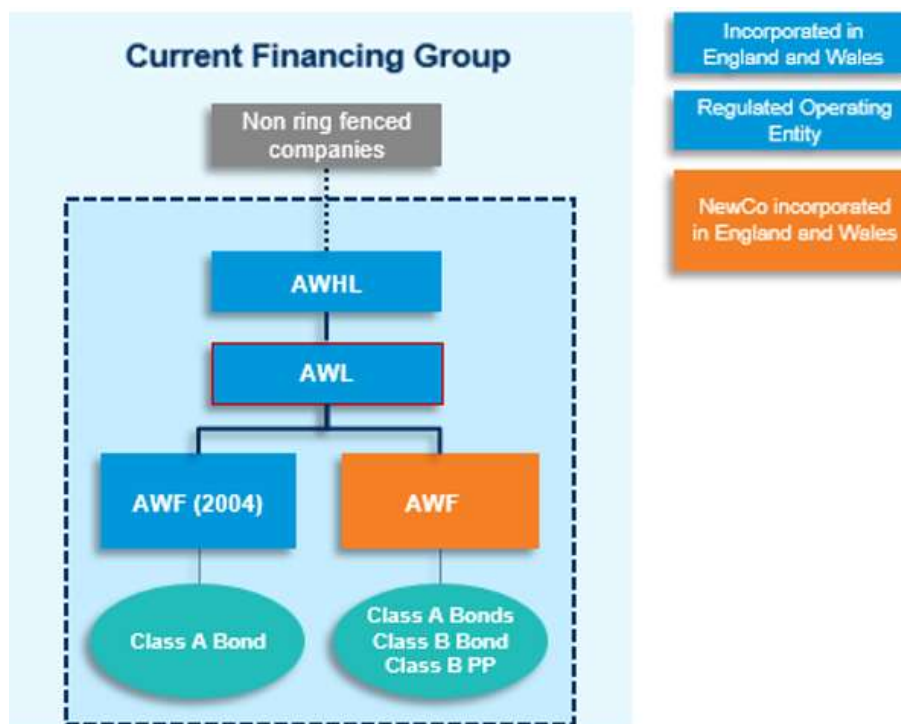 Current Financing Group
Non ring fenced
companies
AWHL
AWL
AWF (2004)
AWF
Class A Bond
Class A Bonds
Class B Bond
Class B PP
Incorporated in
England and Wales
Regulated Operating
Entity
NewCo incorporated
in England and Wales